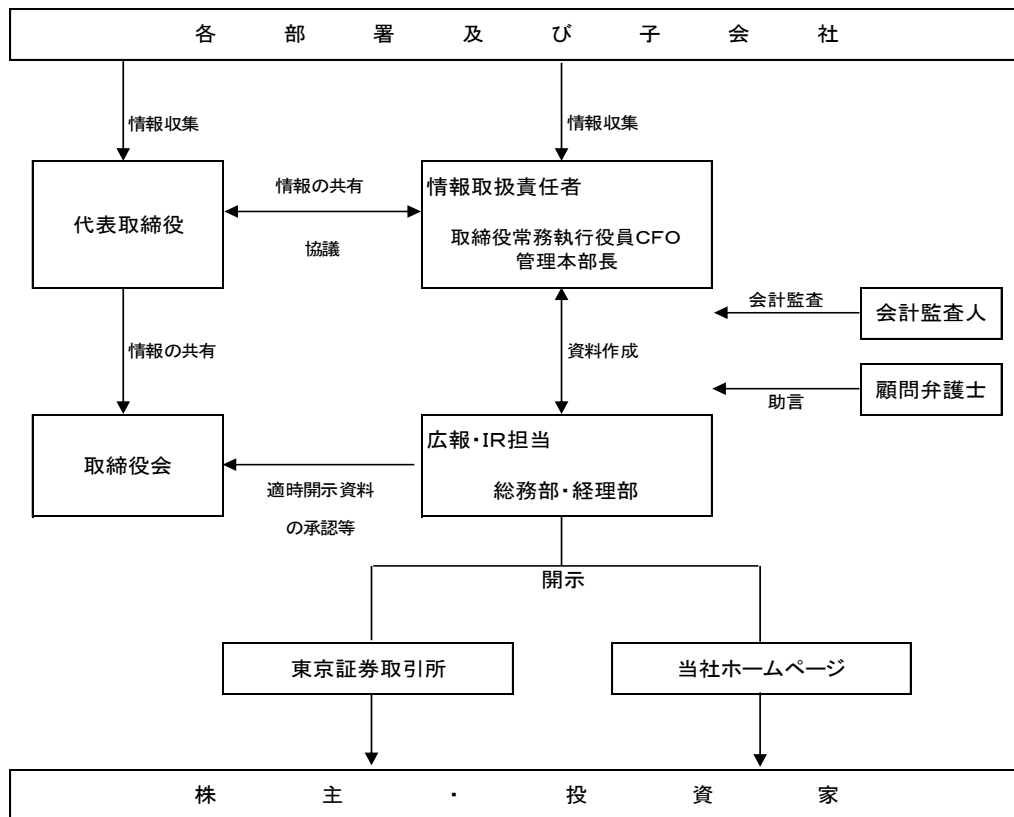 各部署及び子会社
情報収集
情報収集
代表取締役
情報の共有
協議
情報取扱責任者
取締役常務執行役員CFO
管理本部長
会計監査
会計監査人
情報の共有
資料作成
助言
顧問弁護士
取締役会
適時開示資料
の承認等
広報・IR担当
総務部・経理部
開示
東京証券取引所
当社ホームページ
株主・投資家